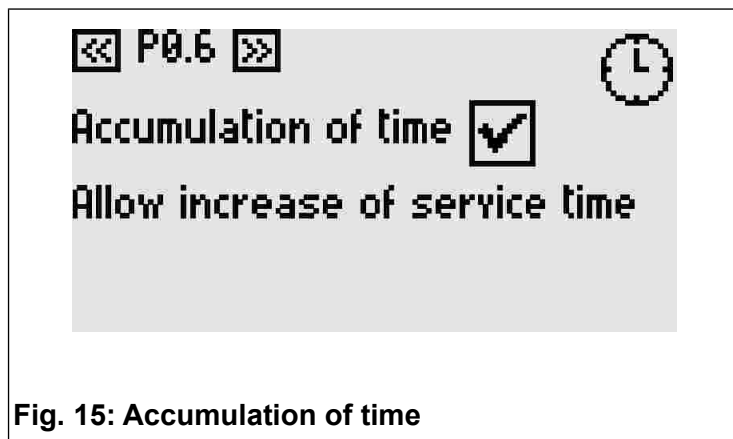 « P0.6 »
Accumulation of time
Allow increase of service time
Fig. 15: Accumulation of time